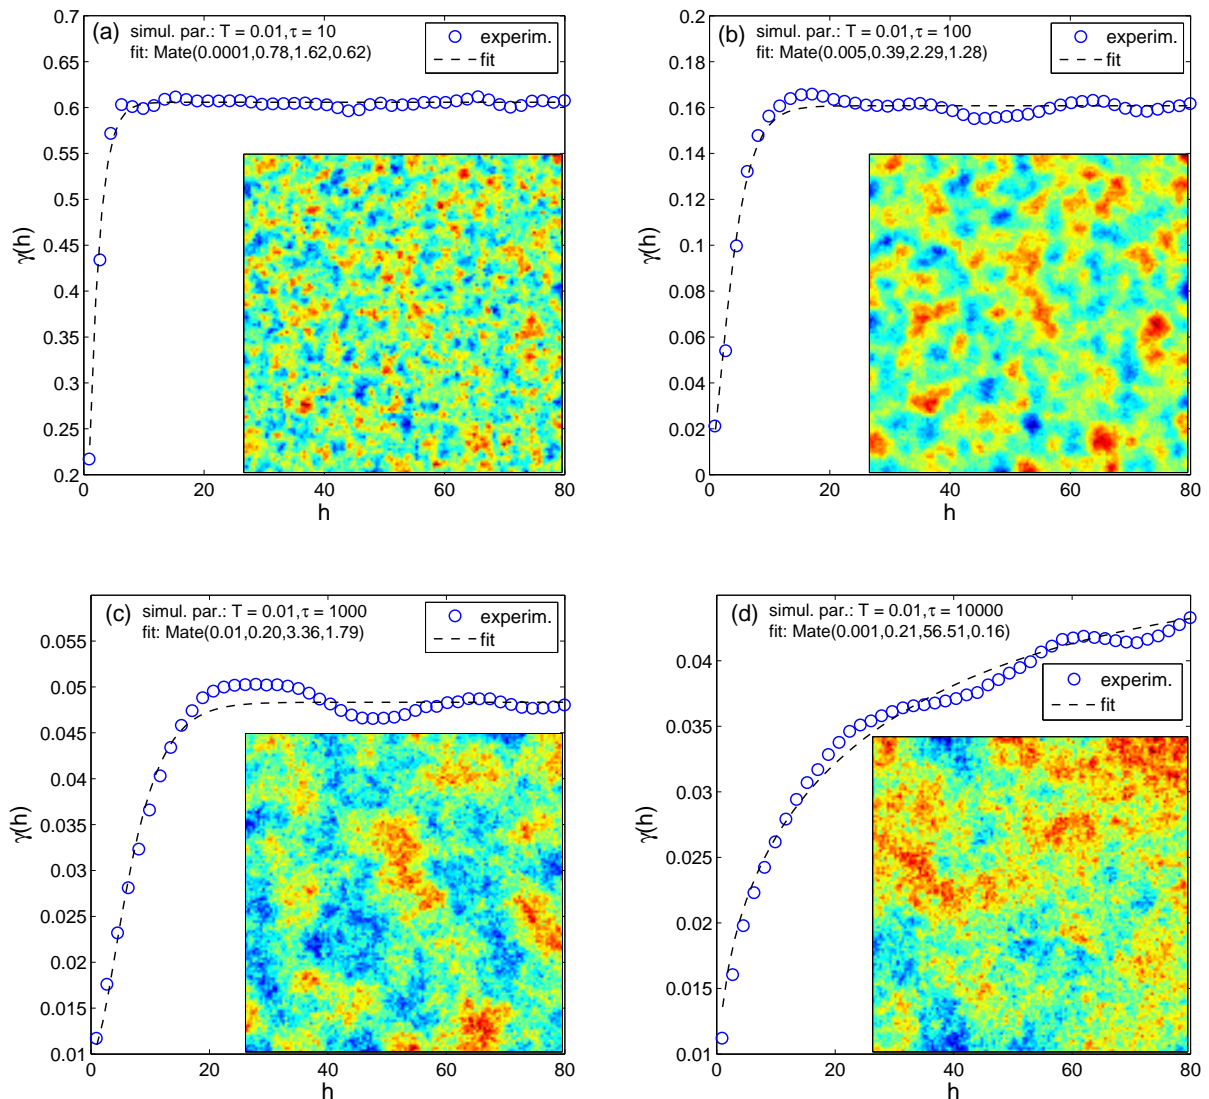 (a) simul. par.: T = 0.01,τ = 10
fit: Mate(0.0001,0.78,1.62,0.62)
experim.
fit
0.7
0.65
0.6
0.55
0.5
0.45
0.4
0.35
0.3
0.25
0.2
γ(h)
0 20 40 60 80
h
(b) simul. par.: T = 0.01,τ = 100
fit: Mate(0.005,0.39,2.29,1.28)
experim.
fit
0.2
0.18
0.16
0.14
0.12
0.1
0.08
0.06
0.04
0.02
0
γ(h)
0 20 40 60 80
h
(c) simul. par.: T = 0.01,τ = 1000
fit: Mate(0.01,0.20,3.36,1.79)
experim.
fit
0.055
0.05
0.045
0.04
0.035
0.03
0.025
0.02
0.015
0.01
γ(h)
0 20 40 60 80
h
(d) simul. par.: T = 0.01,τ = 10000
fit: Mate(0.001,0.21,56.51,0.16)
experim.
fit
0.04
0.035
0.03
0.025
0.02
0.015
0.01
γ(h)
0 20 40 60 80
h